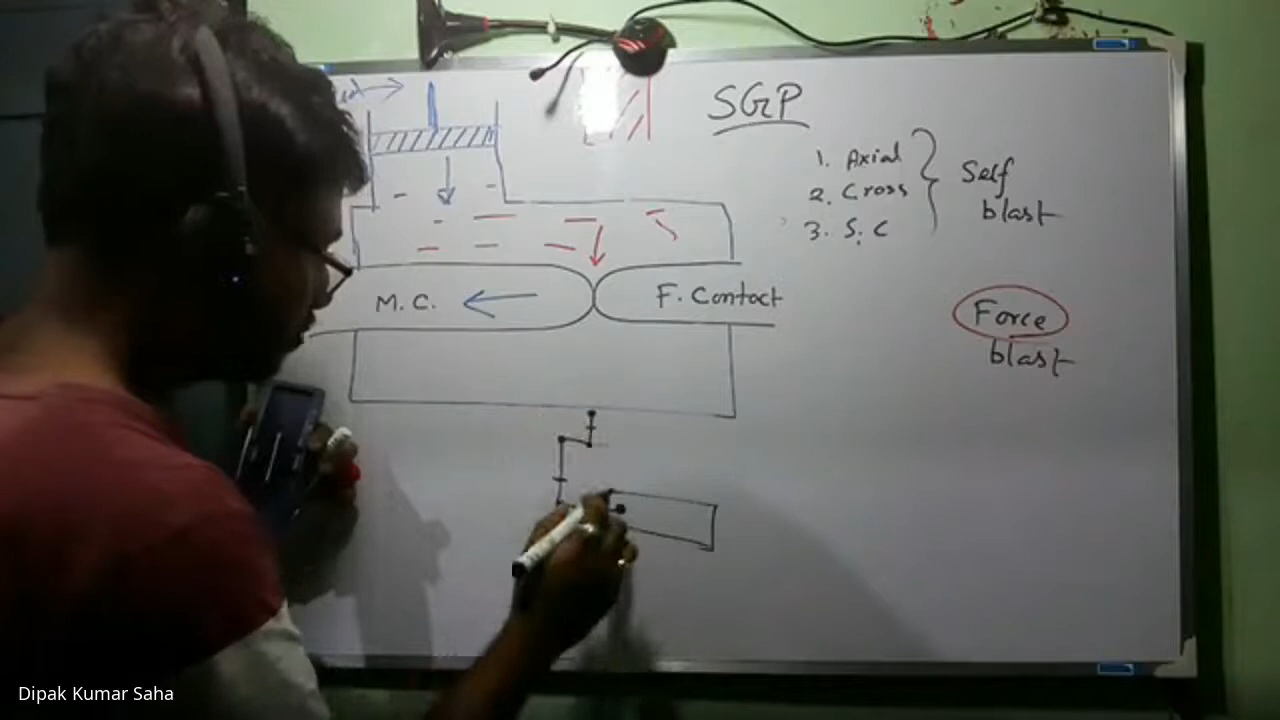 SGP
1. Axial
2. Cross
3. S.C
Self
blast
M.C.
F. Contact
Force
blast
Dipak Kumar Saha